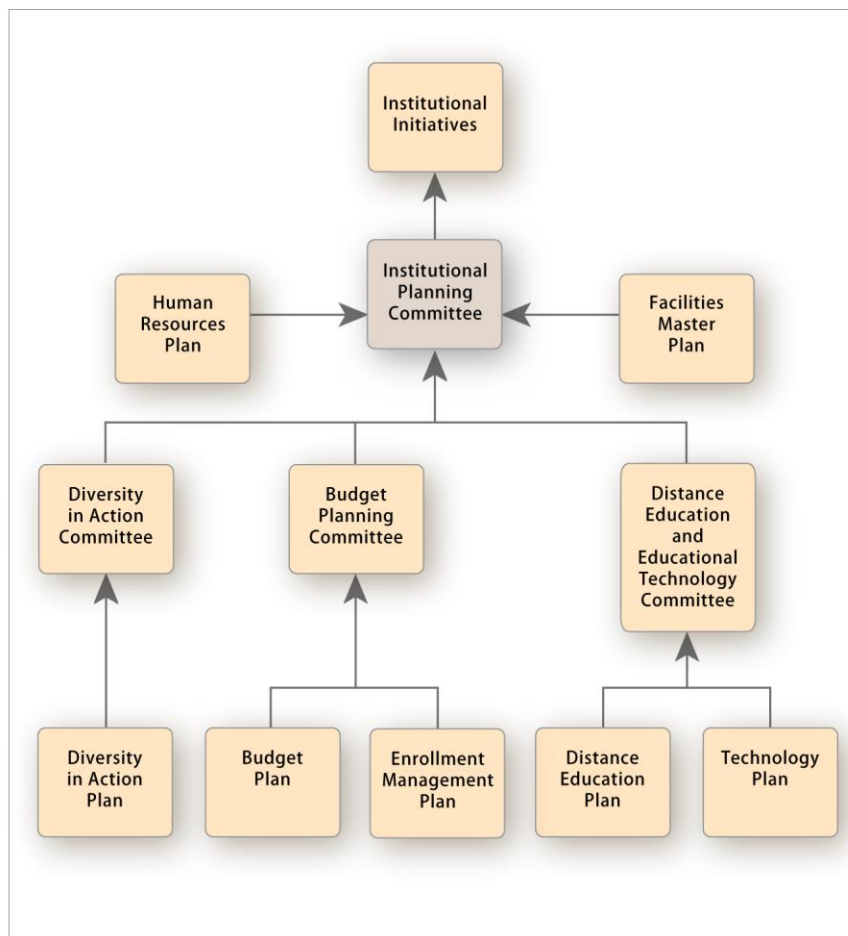 Institutional
Initiatives
Institutional
Planning
Committee
Human
Resources
Plan
Facilities
Master
Plan
Diversity
in Action
Committee
Budget
Planning
Committee
Distance
Education
and
Educational
Technology
Committee
Diversity
in Action
Plan
Budget
Plan
Enrollment
Management
Plan
Distance
Education
Plan
Technology
Plan